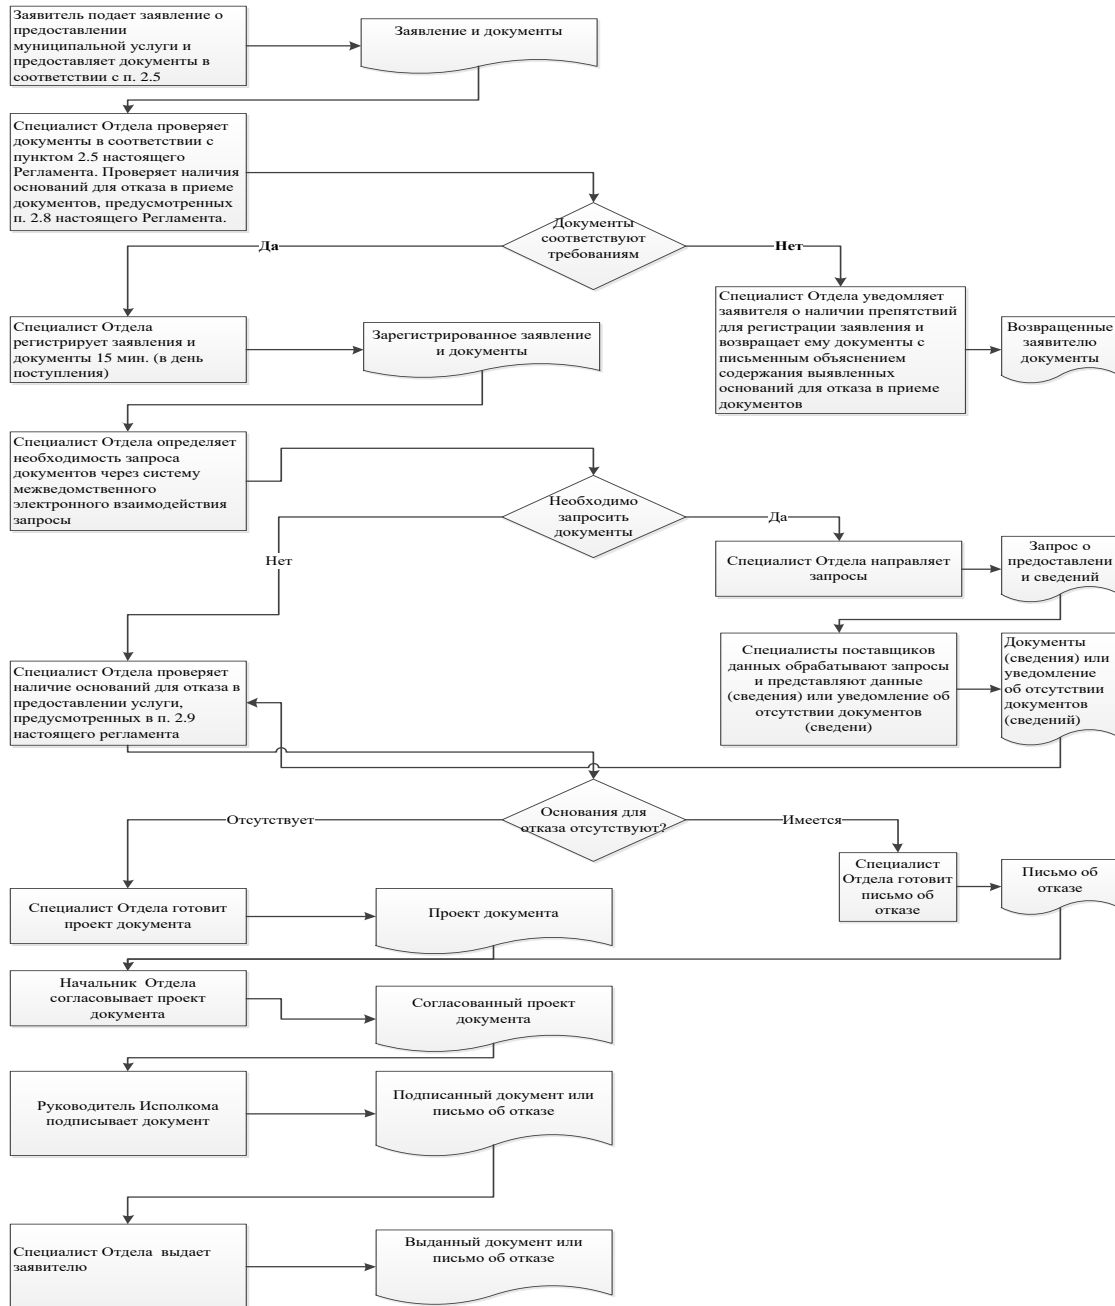 Заявитель подает заявление о
предоставлении
муниципальной услуги и
предоставляет документы в
соответствии с п. 2.5
Заявление и документы
Специалист Отдела проверяет
документы в соответствии с
пунктом 2.5 настоящего
Регламента. Проверяет наличия
оснований для отказа в приеме
документов, предусмотренных
п. 2.8 настоящего Регламента.
Документы
соответствуют
требованиям
Да
Нет
Специалист Отдела
регистрирует заявления и
документы 15 мин. (в день
поступления)
Зарегистрированное заявление
и документы
Специалист Отдела уведомляет
заявителя о наличии препятствий
для регистрации заявления и
возвращает ему документы с
письменным объяснением
содержания выявленных
оснований для отказа в приеме
документов
Возвращенные
заявителю
документы
Специалист Отдела определяет
необходимость запроса
документов через систему
межведомственного
электронного взаимодействия
запросы
Необходимо
запросить
документы
Да
Нет
Специалист Отдела направляет
запросы
Запрос о
предоставлени
и сведений
Специалисты поставщиков
данных обрабатывают запросы
и представляют данные
(сведения) или уведомление об
отсутствии документов
(сведени)
Документы
(сведения) или
уведомление
об отсутствии
документов
(сведений)
Специалист Отдела проверяет
наличие оснований для отказа в
предоставлении услуги,
предусмотренных в п. 2.9
настоящего регламента
Основания для
отказа отсутствуют?
Отсутствует
Имеется
Специалист
Отдела готовит
письмо об
отказе
Письмо об
отказе
Специалист Отдела готовит
проект документа
Проект документа
Начальник  Отдела
согласовывает проект
документа
Согласованный проект
документа
Руководитель Исполкома
подписывает документ
Подписанный документ или
письмо об отказе
Специалист Отдела  выдает
заявителю
Выданный документ или
письмо об отказе